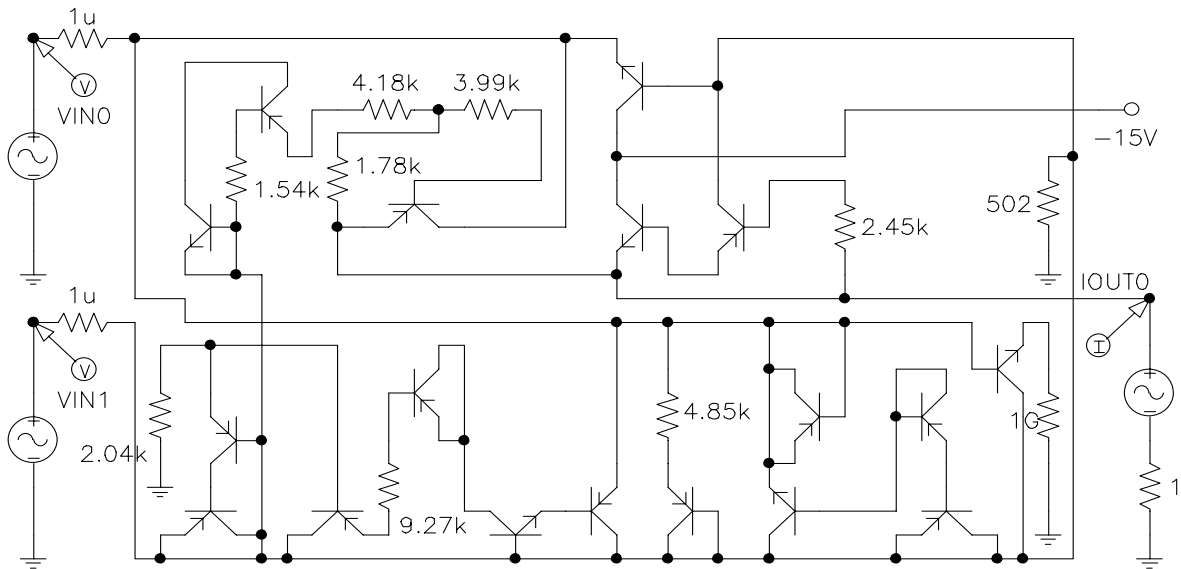 1u
V
VIN0
4.18k
3.99k
1.54k
1.78k
2.45k
-15V
502
1u
V
VIN1
IOUT0
I
2.04k
9.27k
4.85k
1G
1